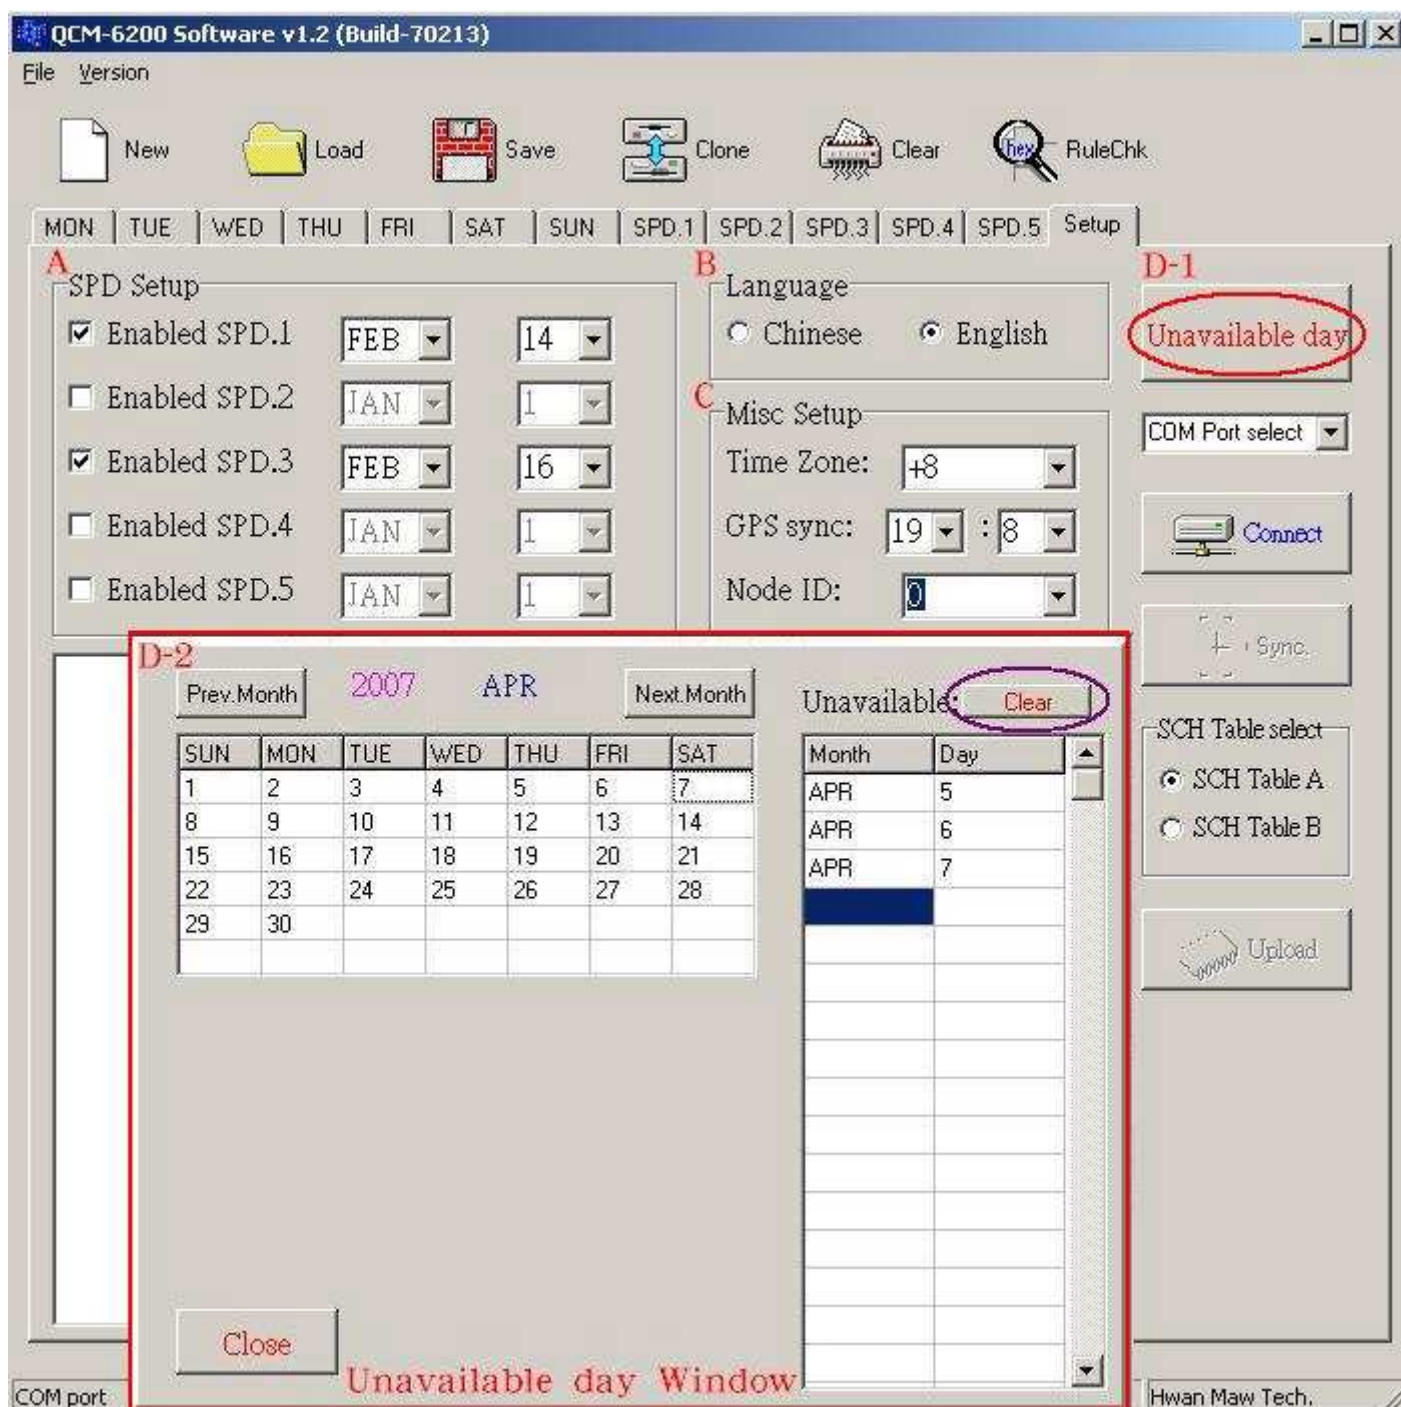 QCM-6200 Software v1.2 (Build-70213)
File Version
New Load Save Clone Clear hex RuleChk
MON TUE WED THU FRI SAT SUN SPD.1 SPD.2 SPD.3 SPD.4 SPD.5 Setup
A
SPD Setup
Enabled SPD.1 FEB 14
Enabled SPD.2 JAN 1
Enabled SPD.3 FEB 16
Enabled SPD.4 JAN 1
Enabled SPD.5 JAN 1
B
Language
Chinese English
C
Misc Setup
Time Zone: +8
GPS sync: 19 : 8
Node ID: 0
D-1
Unavailable day
COM Port select
Connect
Sync.
SCH Table select
SCH Table A
SCH Table B
Upload
D-2
Prev.Month 2007 APR Next.Month
SUN MON TUE WED THU FRI SAT
1 2 3 4 5 6 7
8 9 10 11 12 13 14
15 16 17 18 19 20 21
22 23 24 25 26 27 28
29 30
Unavailable: Clear
Month Day
APR 5
APR 6
APR 7
Close
Unavailable day Window
COM port
Hwan Maw Tech.